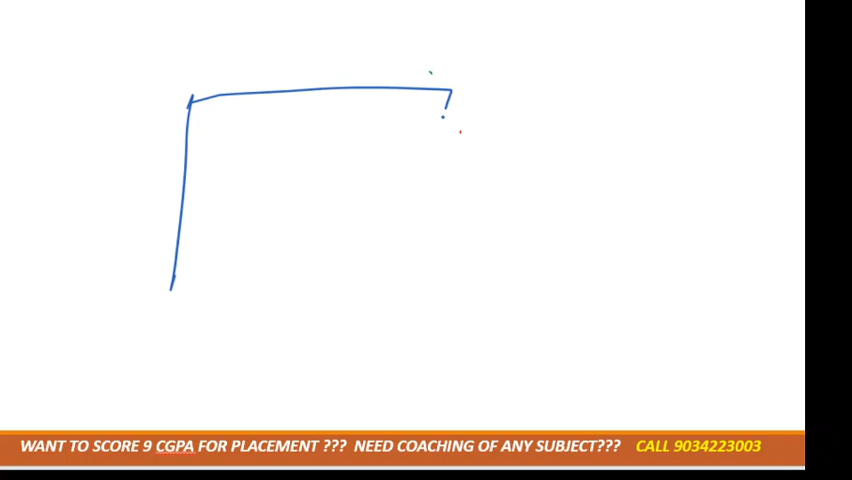 WANT TO SCORE 9 CGPA FOR PLACEMENT ??? NEED COACHING OF ANY SUBJECT??? CALL 9034223003